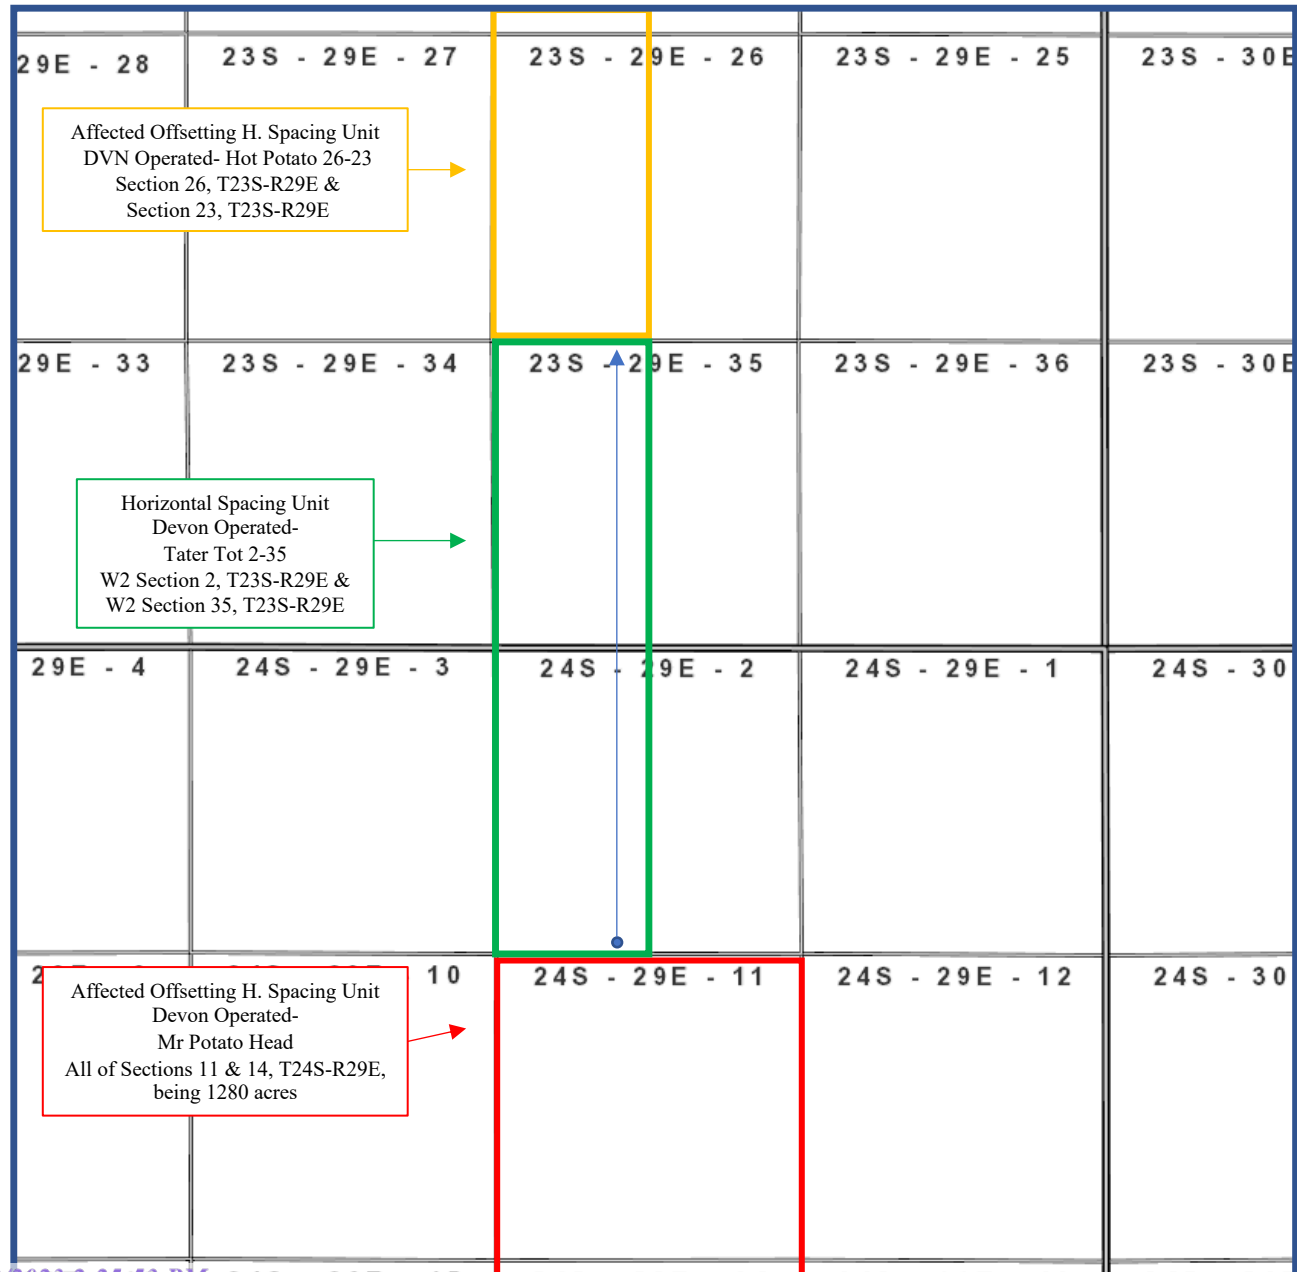 29E - 28
23S - 29E - 27
23S - 29E - 26
23S - 29E - 25
23S - 30E
Affected Offsetting H. Spacing Unit
DVN Operated- Hot Potato 26-23
Section 26, T23S-R29E &
Section 23, T23S-R29E
29E - 33
23S - 29E - 34
23S - 29E - 35
23S - 29E - 36
23S - 30E
Horizontal Spacing Unit
Devon Operated-
Tater Tot 2-35
W2 Section 2, T23S-R29E &
W2 Section 35, T23S-R29E
29E - 4
24S - 29E - 3
24S - 29E - 2
24S - 29E - 1
24S - 30
10
24S - 29E - 11
24S - 29E - 12
24S - 30
Affected Offsetting H. Spacing Unit
Devon Operated-
Mr Potato Head
All of Sections 11 & 14, T24S-R29E,
being 1280 acres